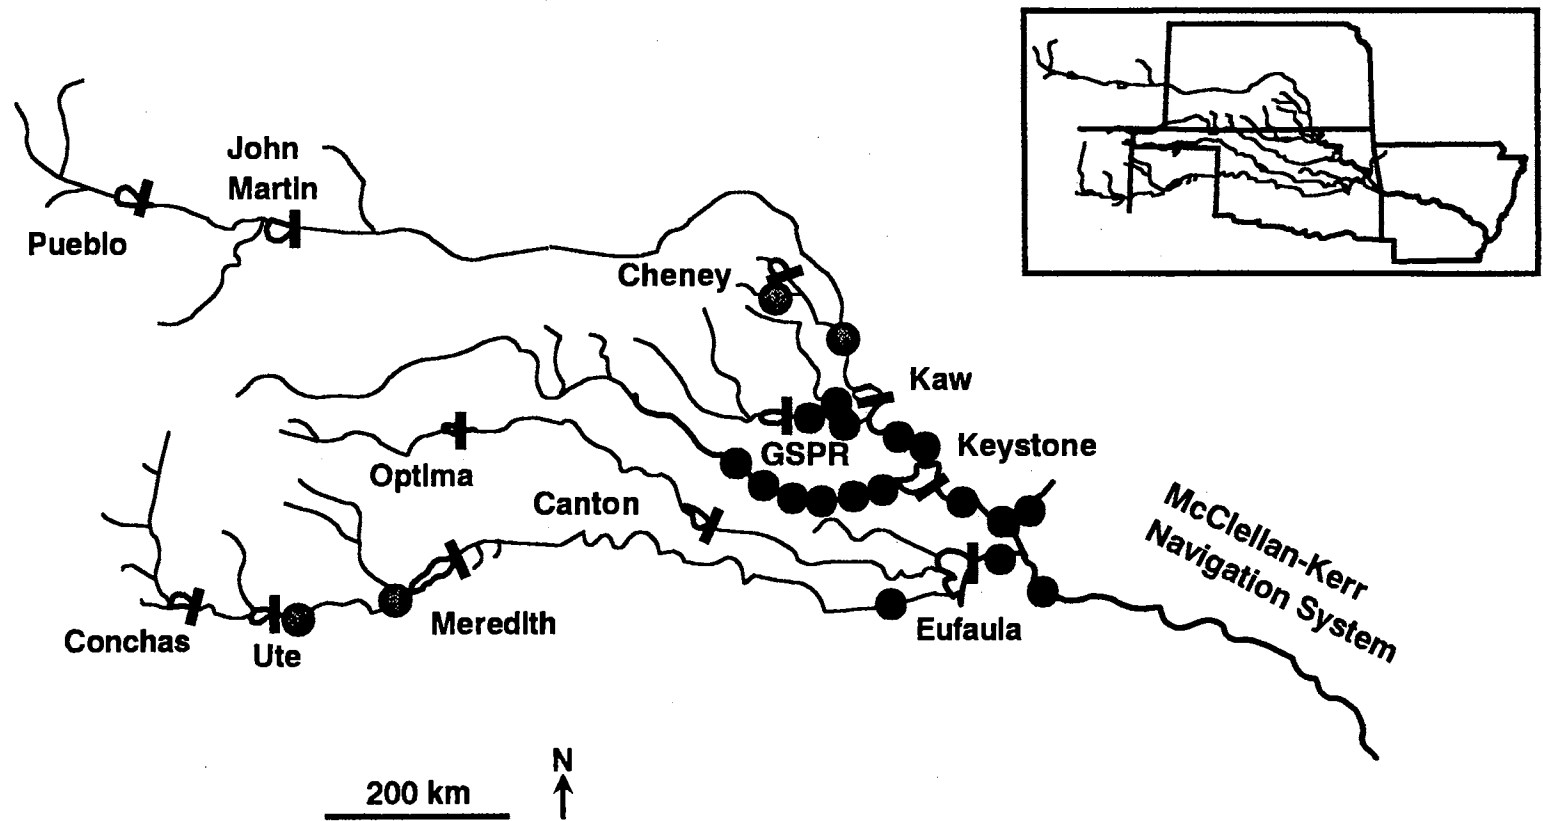 John
Martin
Pueblo
Cheney
Kaw
Keystone
GSPR
Optima
Canton
McClellan-Kerr
Navigation System
Meredith
Eufaula
Conchas
Ute
N
200 km